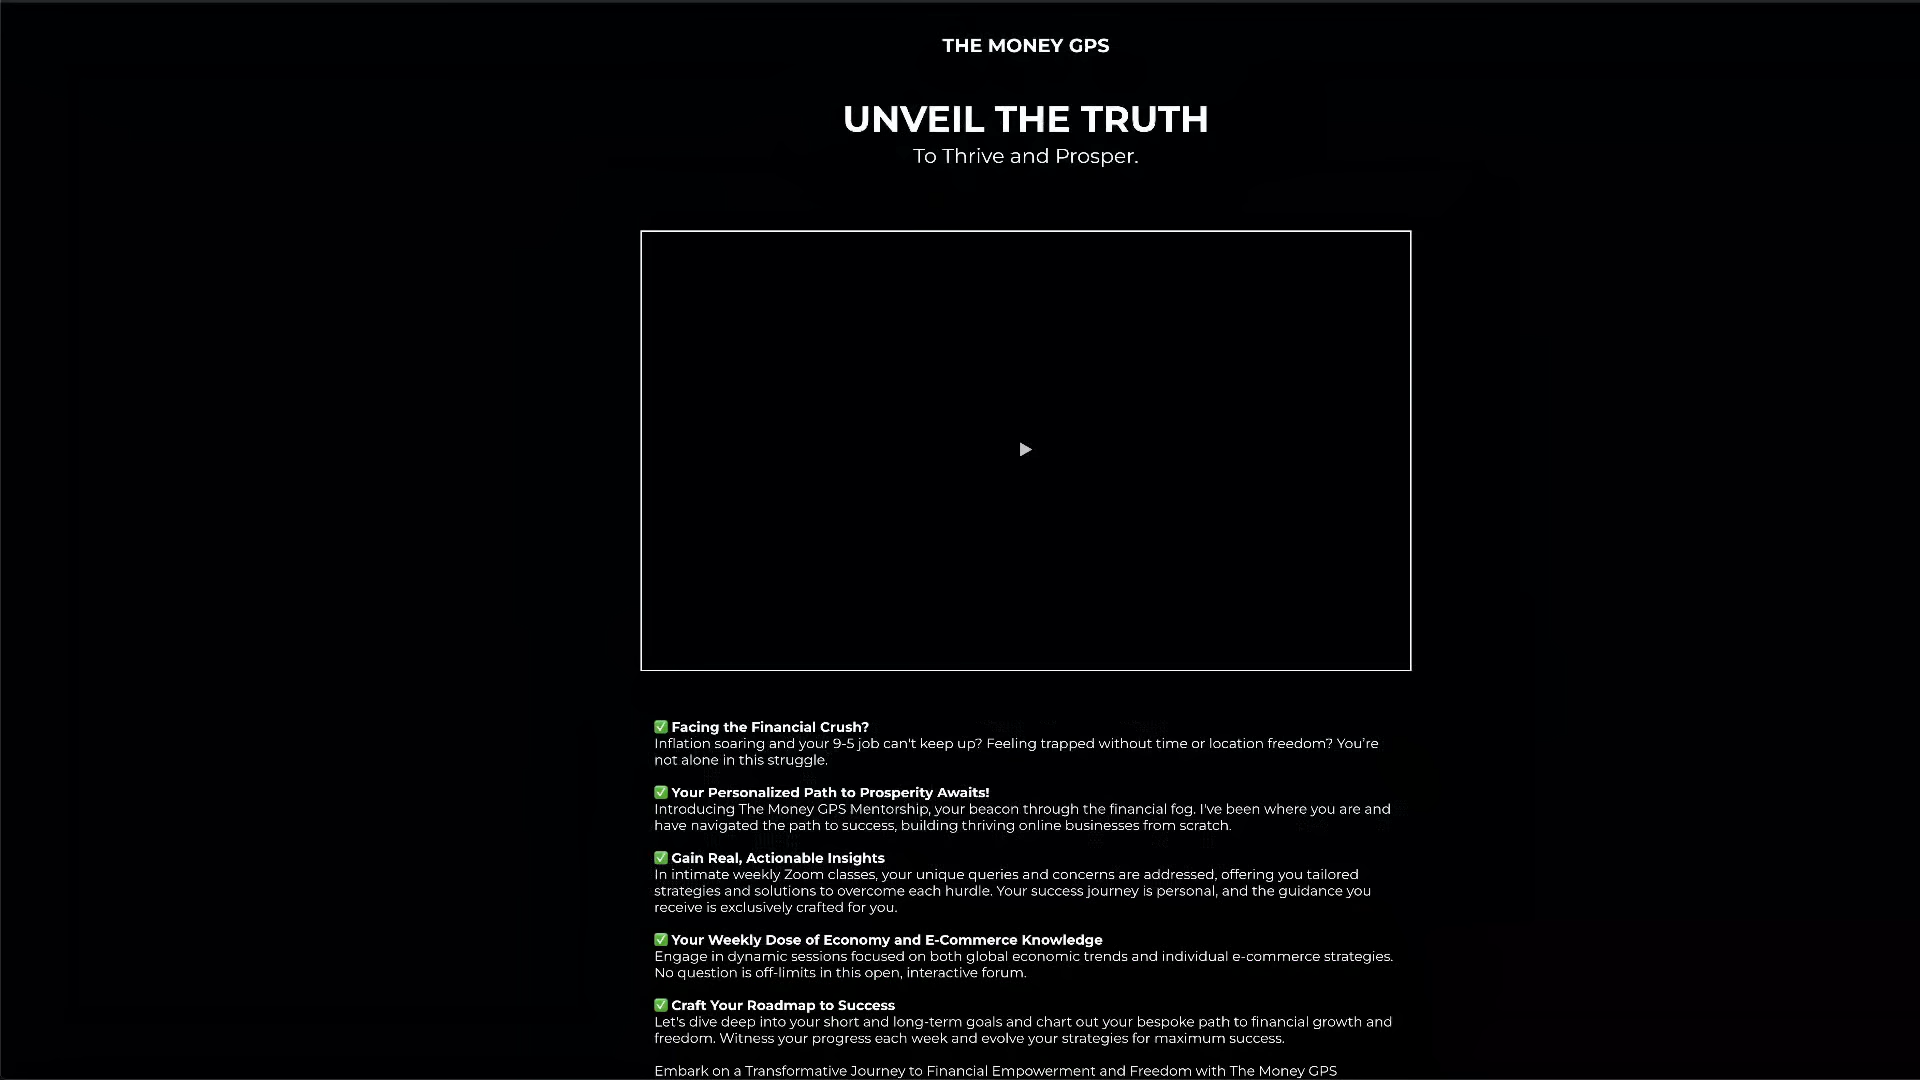 THE MONEY GPS
UNVEIL THE TRUTH
To Thrive and Prosper.
✅ Facing the Financial Crush?
Inflation soaring and your 9-5 job can't keep up? Feeling trapped without time or location freedom? You’re
not alone in this struggle.
✅ Your Personalized Path to Prosperity Awaits!
Introducing The Money GPS Mentorship, your beacon through the financial fog. I've been where you are and
have navigated the path to success, building thriving online businesses from scratch.
✅ Gain Real, Actionable Insights
In intimate weekly Zoom classes, your unique queries and concerns are addressed, offering you tailored
strategies and solutions to overcome each hurdle. Your success journey is personal, and the guidance you
receive is exclusively crafted for you.
✅ Your Weekly Dose of Economy and E-Commerce Knowledge
Engage in dynamic sessions focused on both global economic trends and individual e-commerce strategies.
No question is off-limits in this open, interactive forum.
✅ Craft Your Roadmap to Success
Let's dive deep into your short and long-term goals and chart out your bespoke path to financial growth and
freedom. Witness your progress each week and evolve your strategies for maximum success.
Embark on a Transformative Journey to Financial Empowerment and Freedom with The Money GPS